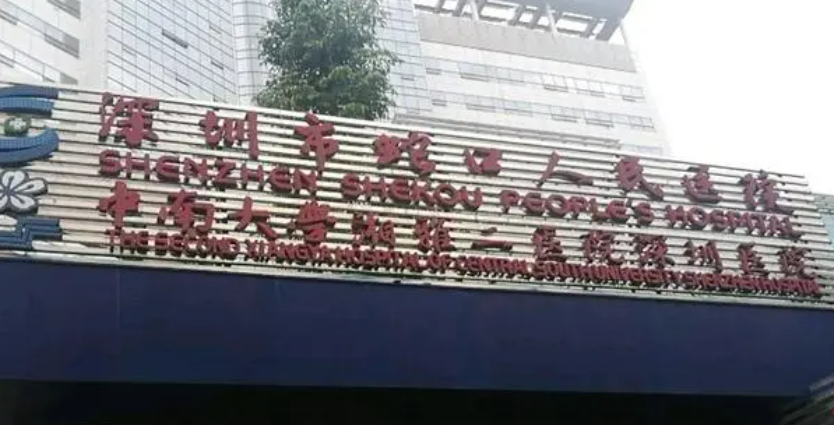 深圳市蛇口人民医院
SHENZHEN SHEKOU PEOPLE'S HOSPITAL
中南大学湘雅二医院深圳医院
THE SECOND XIANGYA HOSPITAL OF CENTRAL SOUTH UNIVERSITY SHENZHEN HOSPITAL